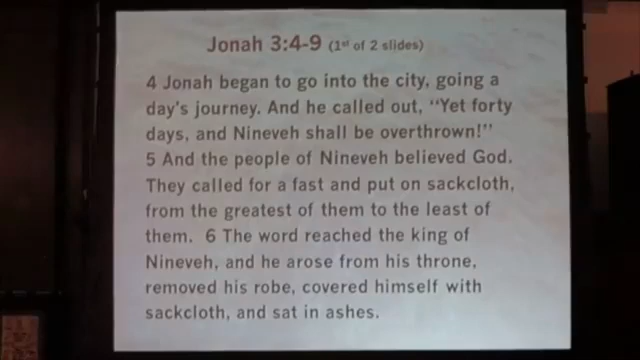 Jonah 3:4-9 (1st of 2 slides)
4 Jonah began to go into the city, going a
day's journey. And he called out, "Yet forty
days, and Nineveh shall be overthrown!"
5 And the people of Nineveh believed God.
They called for a fast and put on sackcloth,
from the greatest of them to the least of
them. 6 The word reached the king of
Nineveh, and he arose from his throne,
removed his robe, covered himself with
sackcloth, and sat in ashes.